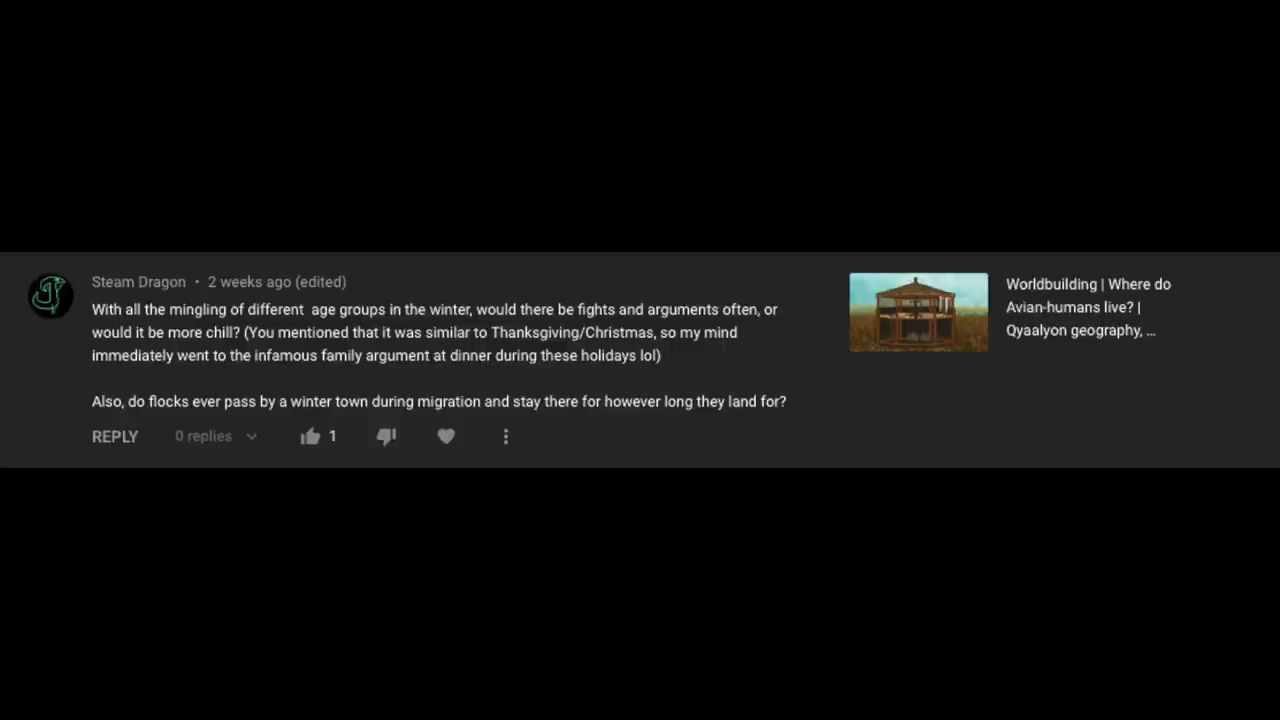 Steam Dragon • 2 weeks ago (edited)
With all the mingling of different  age groups in the winter, would there be fights and arguments often, or
would it be more chill? (You mentioned that it was similar to Thanksgiving/Christmas, so my mind
immediately went to the infamous family argument at dinner during these holidays lol)
Also, do flocks ever pass by a winter town during migration and stay there for however long they land for?
REPLY 0 replies 1
Worldbuilding | Where do
Avian-humans live? |
Qyaalyon geography, ...